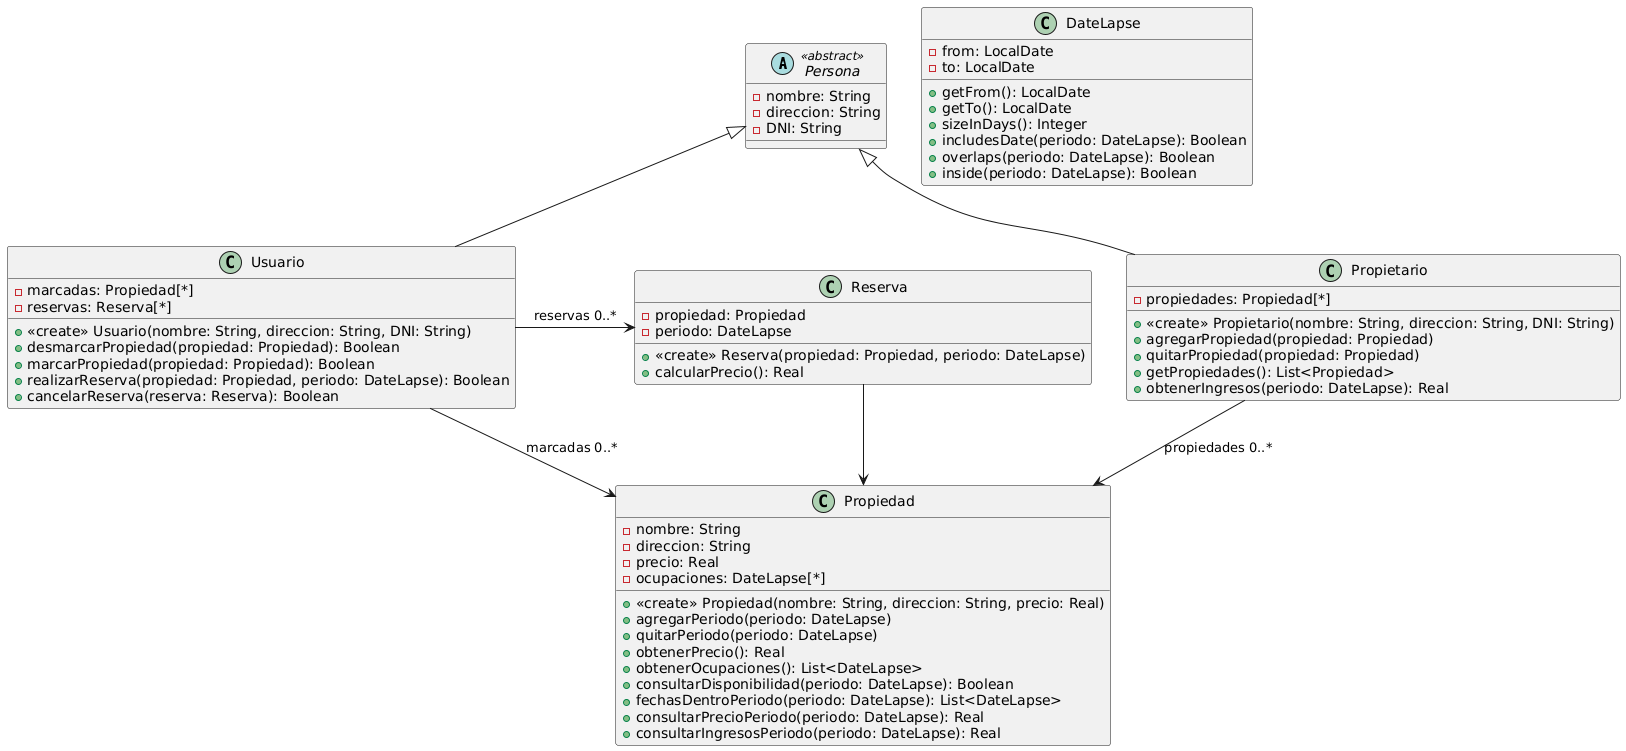 C DateLapse
from: LocalDate
to: LocalDate
getFrom(): LocalDate
getTo(): LocalDate
sizeInDays(): Integer
includesDate(periodo: DateLapse): Boolean
overlaps(periodo: DateLapse): Boolean
inside(periodo: DateLapse): Boolean
A «abstract»
Persona
nombre: String
direccion: String
DNI: String
C Usuario
marcadas: Propiedad[*]
reservas: Reserva[*]
«create» Usuario(nombre: String, direccion: String, DNI: String)
desmarcarPropiedad(propiedad: Propiedad): Boolean
marcarPropiedad(propiedad: Propiedad): Boolean
realizarReserva(propiedad: Propiedad, periodo: DateLapse): Boolean
cancelarReserva(reserva: Reserva): Boolean
reservas 0..*
C Reserva
propiedad: Propiedad
periodo: DateLapse
«create» Reserva(propiedad: Propiedad, periodo: DateLapse)
calcularPrecio(): Real
C Propietario
propiedades: Propiedad[*]
«create» Propietario(nombre: String, direccion: String, DNI: String)
agregarPropiedad(propiedad: Propiedad)
quitarPropiedad(propiedad: Propiedad)
getPropiedades(): List<Propiedad>
obtenerIngresos(periodo: DateLapse): Real
marcadas 0..*
propiedades 0..*
C Propiedad
nombre: String
direccion: String
precio: Real
ocupaciones: DateLapse[*]
«create» Propiedad(nombre: String, direccion: String, precio: Real)
agregarPeriodo(periodo: DateLapse)
quitarPeriodo(periodo: DateLapse)
obtenerPrecio(): Real
obtenerOcupaciones(): List<DateLapse>
consultarDisponibilidad(periodo: DateLapse): Boolean
fechasDentroPeriodo(periodo: DateLapse): List<DateLapse>
consultarPrecioPeriodo(periodo: DateLapse): Real
consultarIngresosPeriodo(periodo: DateLapse): Real